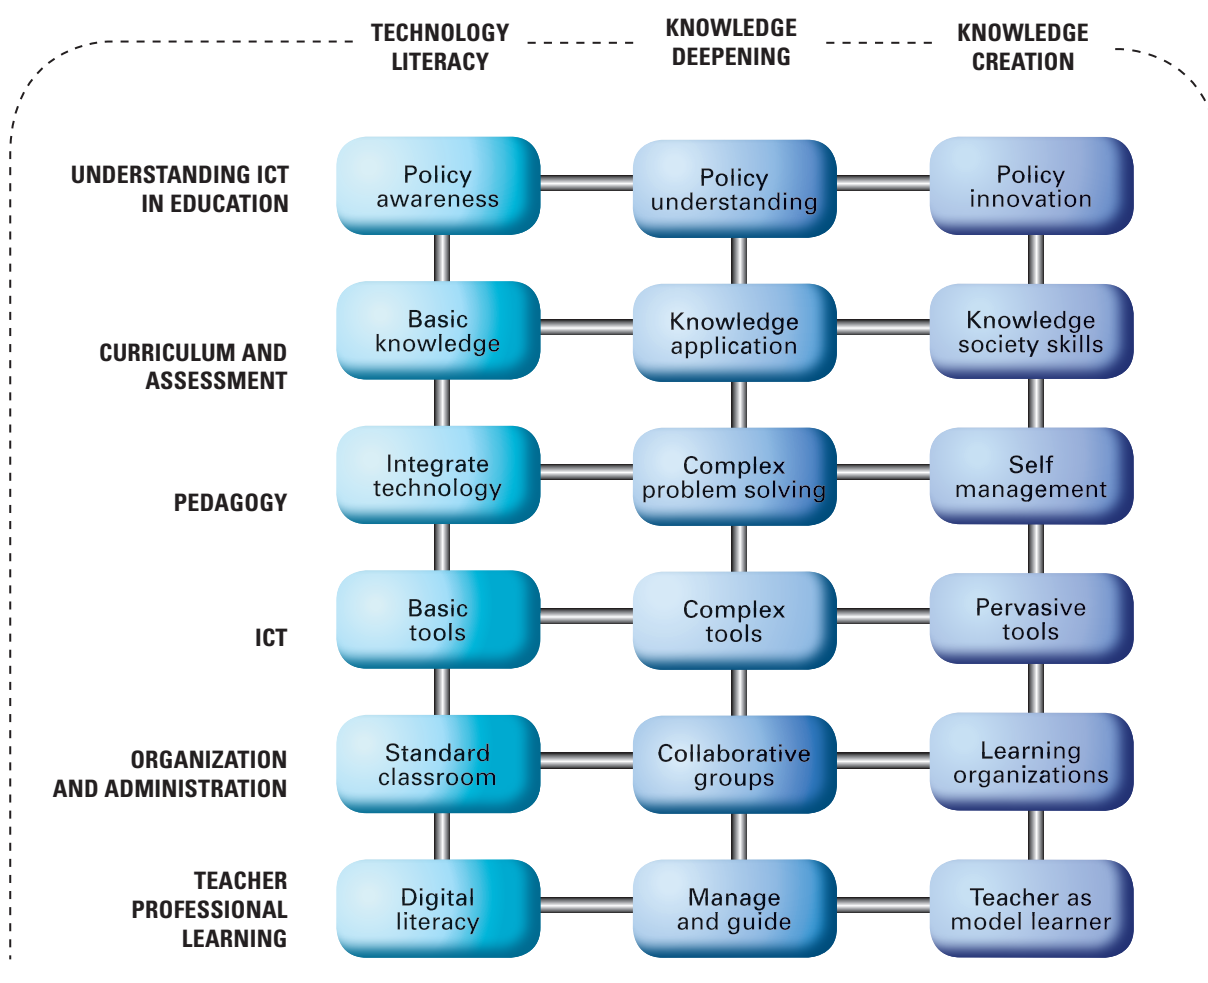 TECHNOLOGY
LITERACY
KNOWLEDGE
DEEPENING
KNOWLEDGE
CREATION
UNDERSTANDING ICT
IN EDUCATION
Policy
awareness
Policy
understanding
Policy
innovation
CURRICULUM AND
ASSESSMENT
Basic
knowledge
Knowledge
application
Knowledge
society skills
PEDAGOGY
Integrate
technology
Complex
problem solving
Self
management
ICT
Basic
tools
Complex
tools
Pervasive
tools
ORGANIZATION
AND ADMINISTRATION
Standard
classroom
Collaborative
groups
Learning
organizations
TEACHER
PROFESSIONAL
LEARNING
Digital
literacy
Manage
and guide
Teacher as
model learner